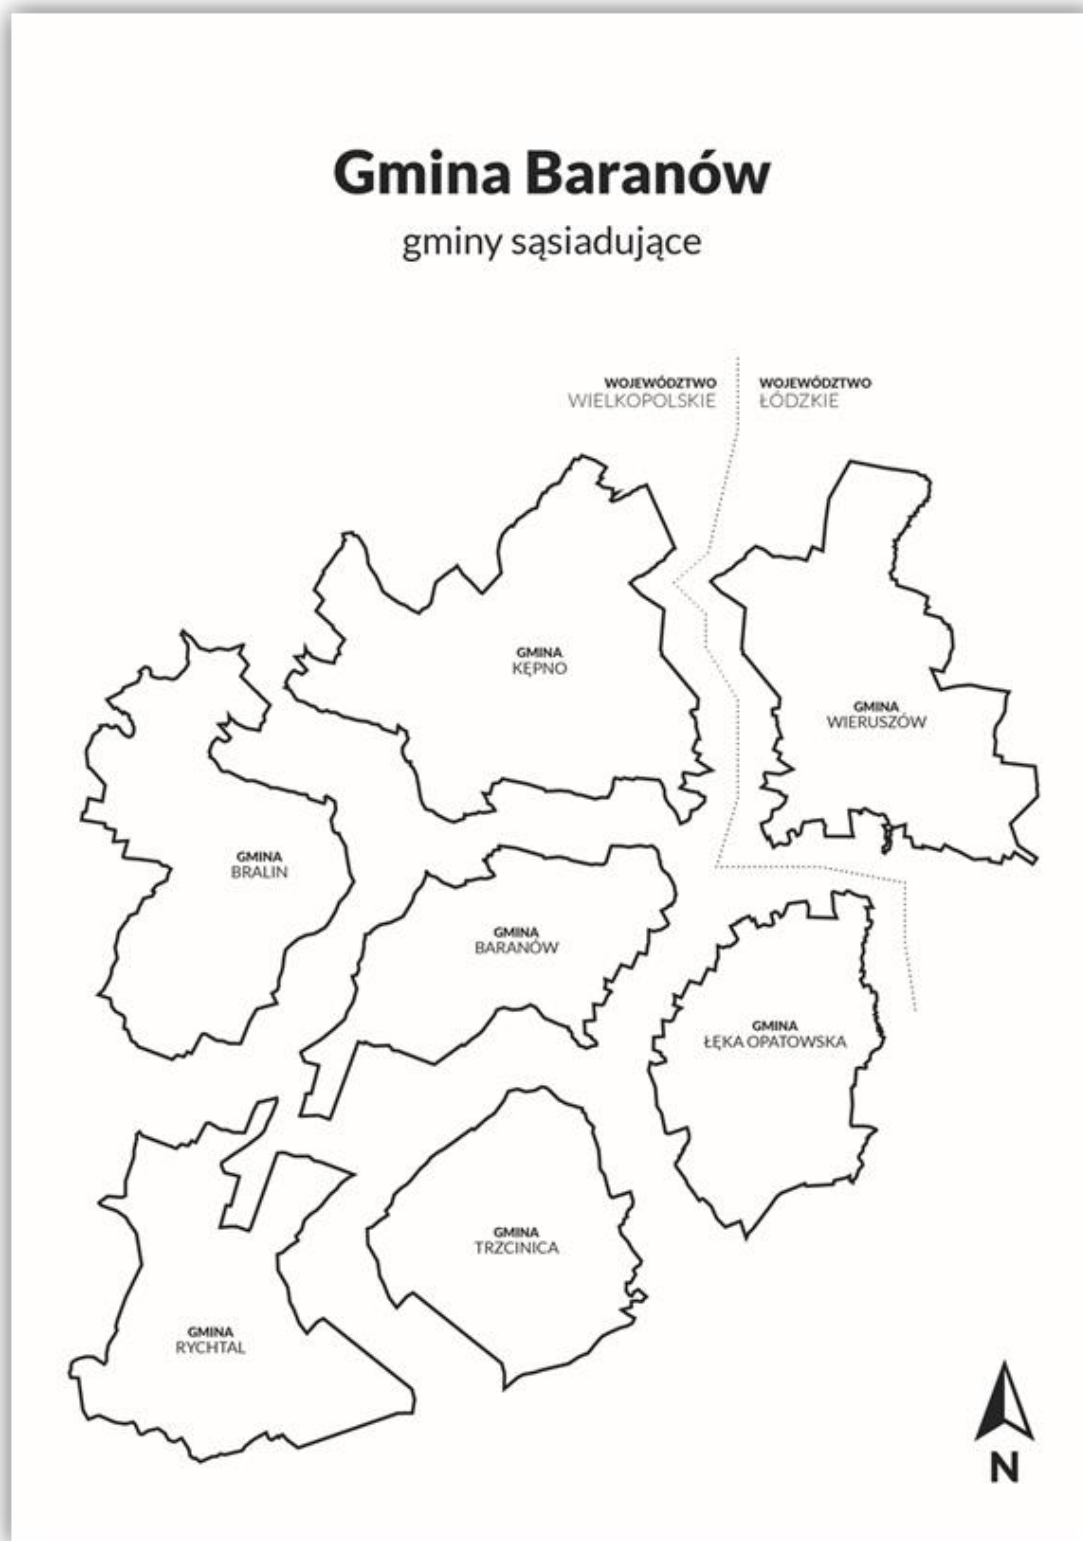 Gmina Baranów
gminy sąsiadujące
WOJEWÓDZTWO
WIELKOPOLSKIE
WOJEWÓDZTWO
ŁÓDZKIE
GMINA
KĘPNO
GMINA
WIERUSZÓW
GMINA
BRALIN
GMINA
BARANÓW
GMINA
ŁĘKA OPATOWSKA
GMINA
TRZCINICA
GMINA
RYCHTAL
N